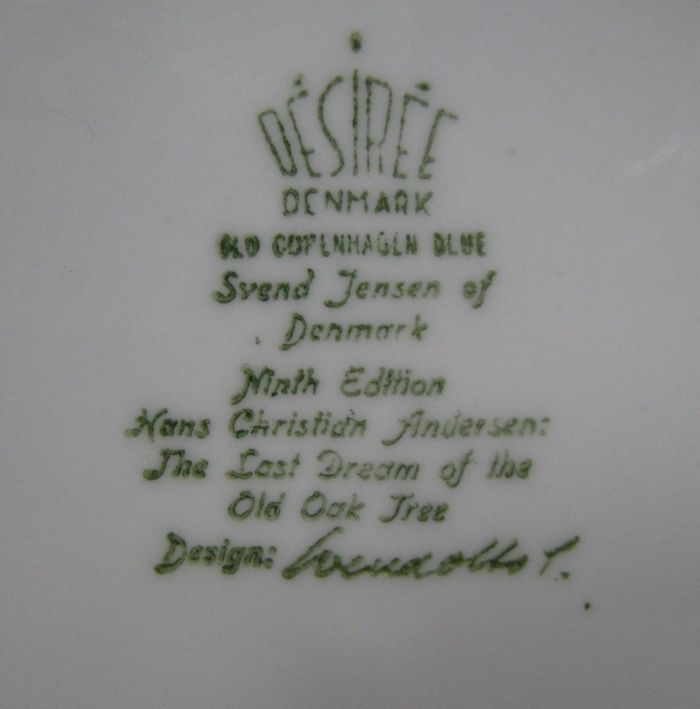 DÉSIRÉE
DENMARK
OLD COPENHAGEN BLUE
Svend Jensen of
Denmark
Ninth Edition
Hans Christian Andersen:
The Last Dream of the
Old Oak Tree
Design: